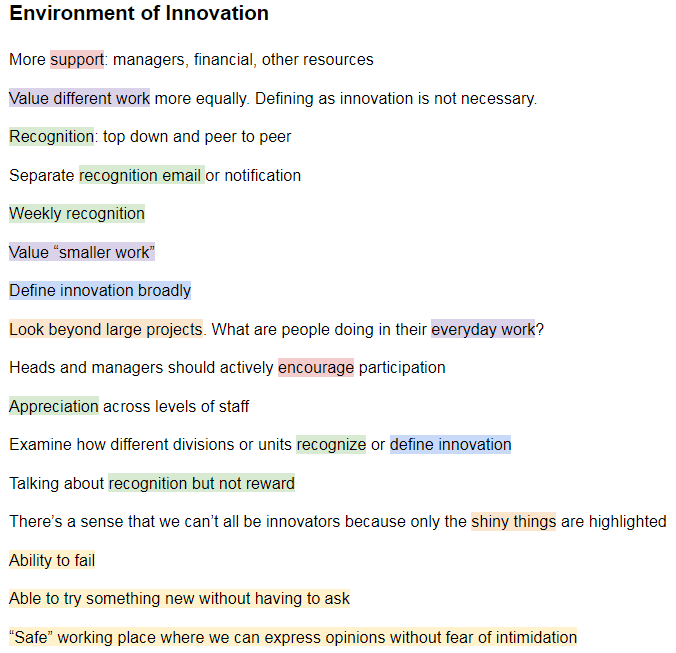 Environment of Innovation
More support: managers, financial, other resources
Value different work more equally. Defining as innovation is not necessary.
Recognition: top down and peer to peer
Separate recognition email or notification
Weekly recognition
Value “smaller work”
Define innovation broadly
Look beyond large projects. What are people doing in their everyday work?
Heads and managers should actively encourage participation
Appreciation across levels of staff
Examine how different divisions or units recognize or define innovation
Talking about recognition but not reward
There’s a sense that we can’t all be innovators because only the shiny things are highlighted
Ability to fail
Able to try something new without having to ask
“Safe” working place where we can express opinions without fear of intimidation